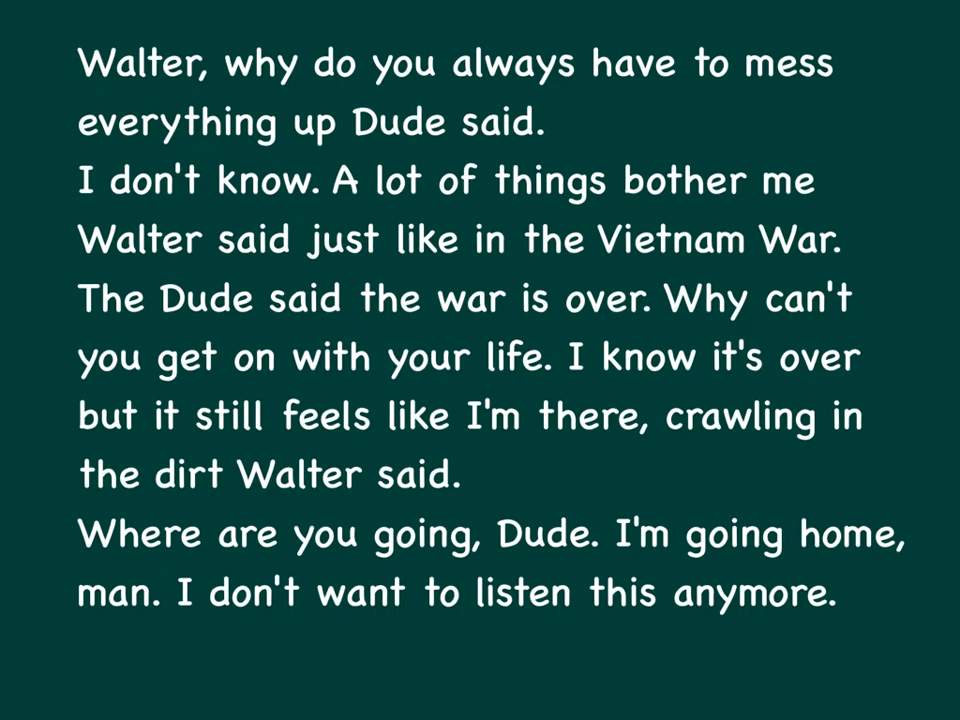 Walter, why do you always have to mess
everything up Dude said.
I don't know. A lot of things bother me
Walter said just like in the Vietnam War.
The Dude said the war is over. Why can't
you get on with your life. I know it's over
but it still feels like I'm there, crawling in
the dirt Walter said.
Where are you going, Dude. I'm going home,
man. I don't want to listen this anymore.